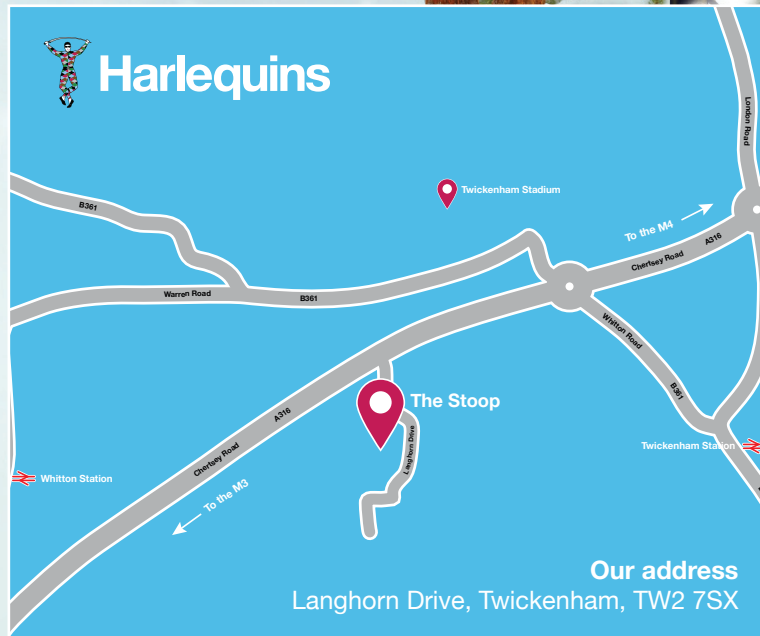 Harlequins
London Road
Twickenham Stadium
B361
To the M4
A316
Chertsey Road
Warren Road
B361
Whitton Road
B361
The Stoop
A316
Langhorn Drive
Chertsey Road
Twickenham Station
Whitton Station
To the M3
Our address
Langhorn Drive, Twickenham, TW2 7SX